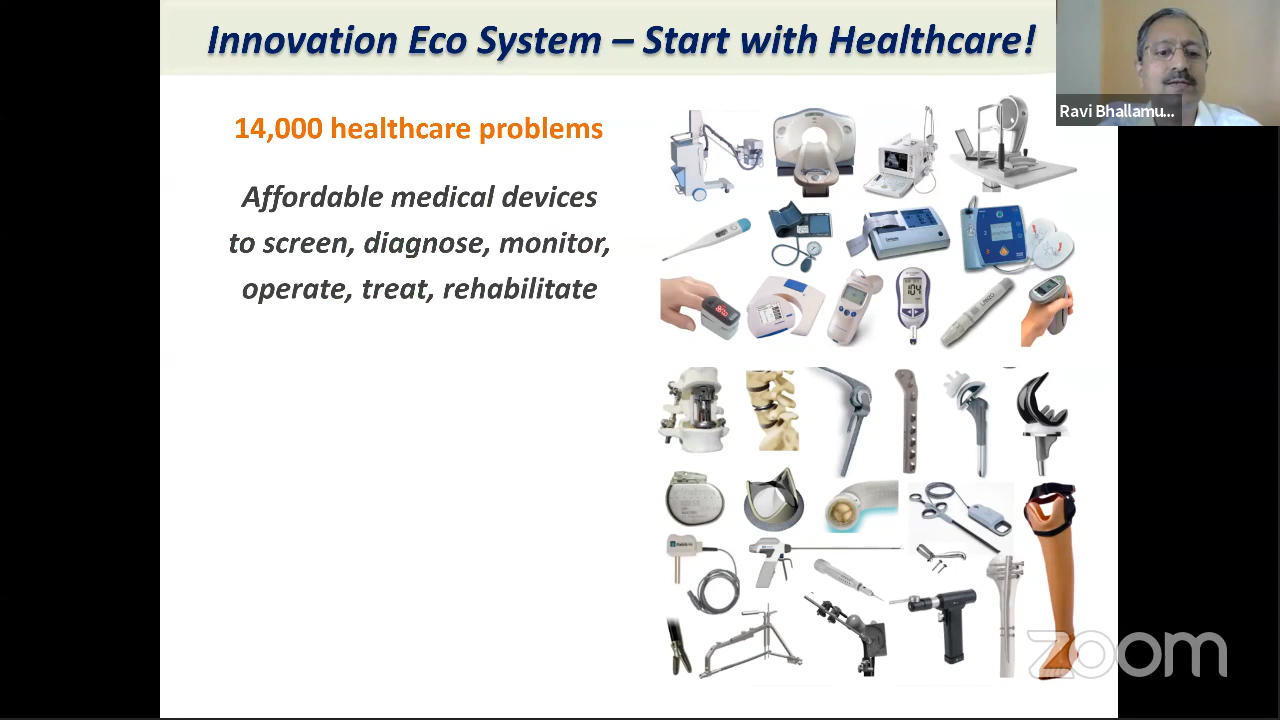 Innovation Eco System – Start with Healthcare!
Ravi Bhallamu...
14,000 healthcare problems
Affordable medical devices
to screen, diagnose, monitor,
operate, treat, rehabilitate
104
zoom